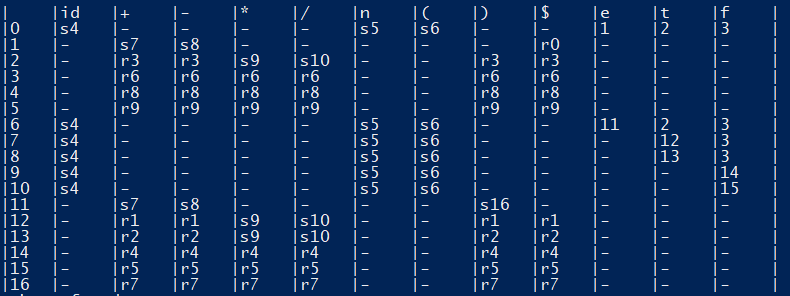 | |id |+ |- |* |/ |n |( |) |$ |e |t |f
|0 |s4 |- |- |- |- |s5 |s6 |- |- |1 |2 |3
|1 |- |s7 |s8 |- |- |- |- |- |r0 |- |- |-
|2 |- |r3 |r3 |s9 |s10 |- |- |r3 |r3 |- |- |-
|3 |- |r6 |r6 |r6 |r6 |- |- |r6 |r6 |- |- |-
|4 |- |r8 |r8 |r8 |r8 |- |- |r8 |r8 |- |- |-
|5 |- |r9 |r9 |r9 |r9 |- |- |r9 |r9 |- |- |-
|6 |s4 |- |- |- |- |s5 |s6 |- |- |11 |2 |3
|7 |s4 |- |- |- |- |s5 |s6 |- |- |- |12 |3
|8 |s4 |- |- |- |- |s5 |s6 |- |- |- |13 |3
|9 |s4 |- |- |- |- |s5 |s6 |- |- |- |- |14
|10 |s4 |- |- |- |- |s5 |s6 |- |- |- |- |15
|11 |- |s7 |s8 |- |- |- |- |s16 |- |- |- |-
|12 |- |r1 |r1 |s9 |s10 |- |- |r1 |r1 |- |- |-
|13 |- |r2 |r2 |s9 |s10 |- |- |r2 |r2 |- |- |-
|14 |- |r4 |r4 |r4 |r4 |- |- |r4 |r4 |- |- |-
|15 |- |r5 |r5 |r5 |r5 |- |- |r5 |r5 |- |- |-
|16 |- |r7 |r7 |r7 |r7 |- |- |r7 |r7 |- |- |-